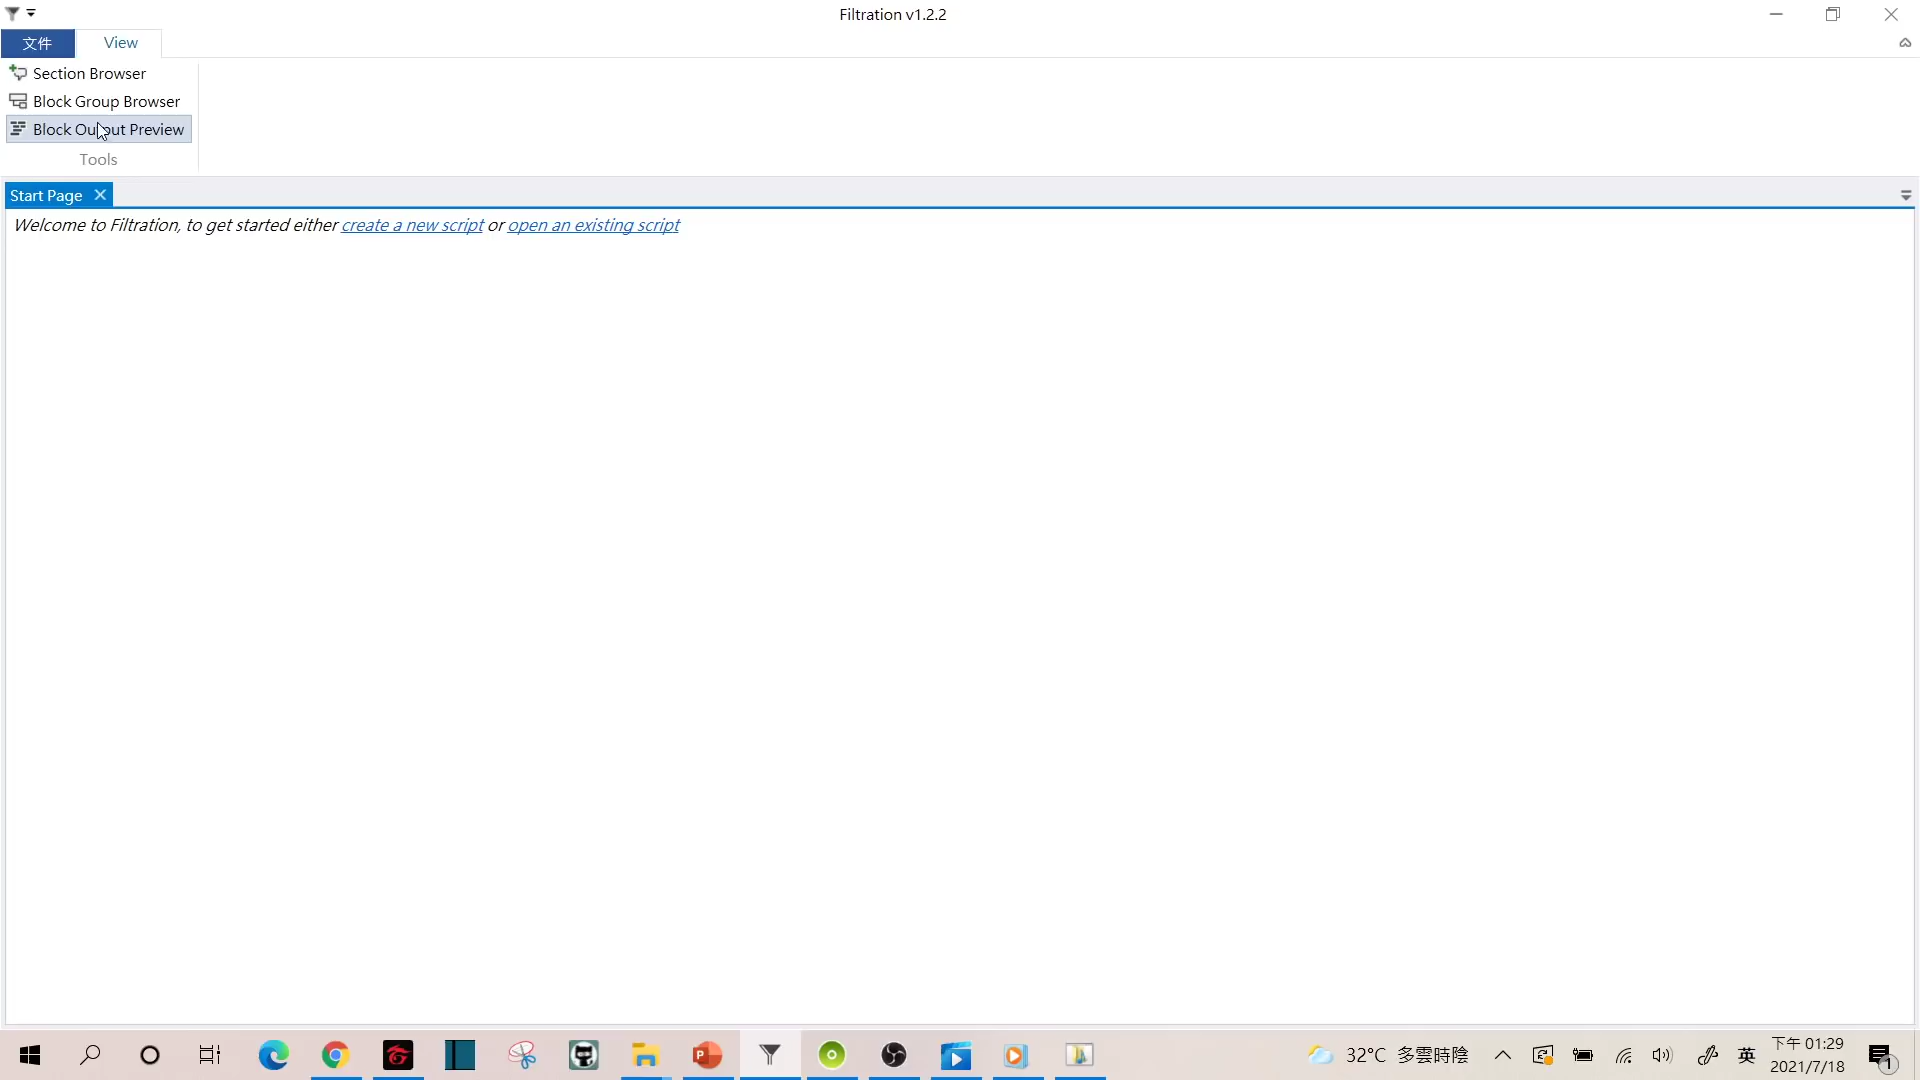 Filtration v1.2.2
文件 View
Section Browser
Block Group Browser
Block Output Preview
Tools
Start Page
Welcome to Filtration, to get started either create a new script or open an existing script
32°C 多雲時陰 英 下午 01:29
2021/7/18 1